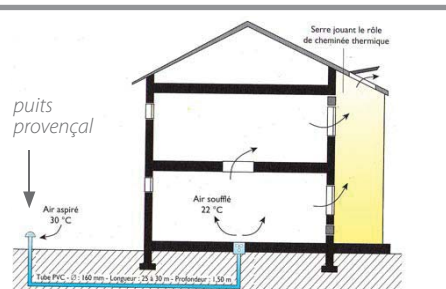 Serre jouant le rôle
de cheminée thermique
puits
provençal
Air aspiré
30 °C
Air soufflé
22 °C
Tube PVC - Ø : 160 mm - Longueur : 25 à 30 m - Profondeur : 1,50 m